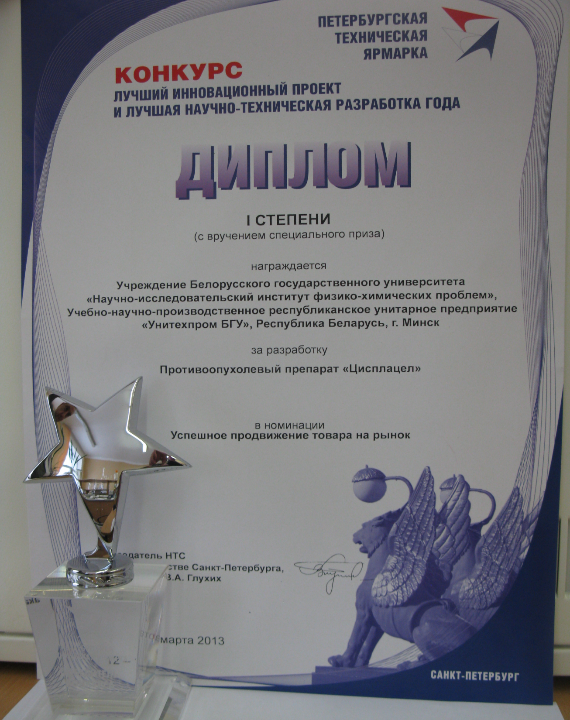 ПЕТЕРБУРГСКАЯ
ТЕХНИЧЕСКАЯ
ЯРМАРКА
КОНКУРС
ЛУЧШИЙ ИННОВАЦИОННЫЙ ПРОЕКТ
И ЛУЧШАЯ НАУЧНО-ТЕХНИЧЕСКАЯ РАЗРАБОТКА ГОДА
ДИПЛОМ
I СТЕПЕНИ
(с вручением специального приза)
награждается
Учреждение Белорусского государственного университета
«Научно-исследовательский институт физико-химических проблем»,
Учебно-научно-производственное республиканское унитарное предприятие
«Унитехпром БГУ», Республика Беларусь, г. Минск
за разработку
Противоопухолевый препарат «Цисплацел»
в номинации
Успешное продвижение товара на рынок
НТС
Санкт-Петербурга,
В.А. Глухих
марта 2013
САНКТ-ПЕТЕРБУРГ